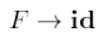 F → id